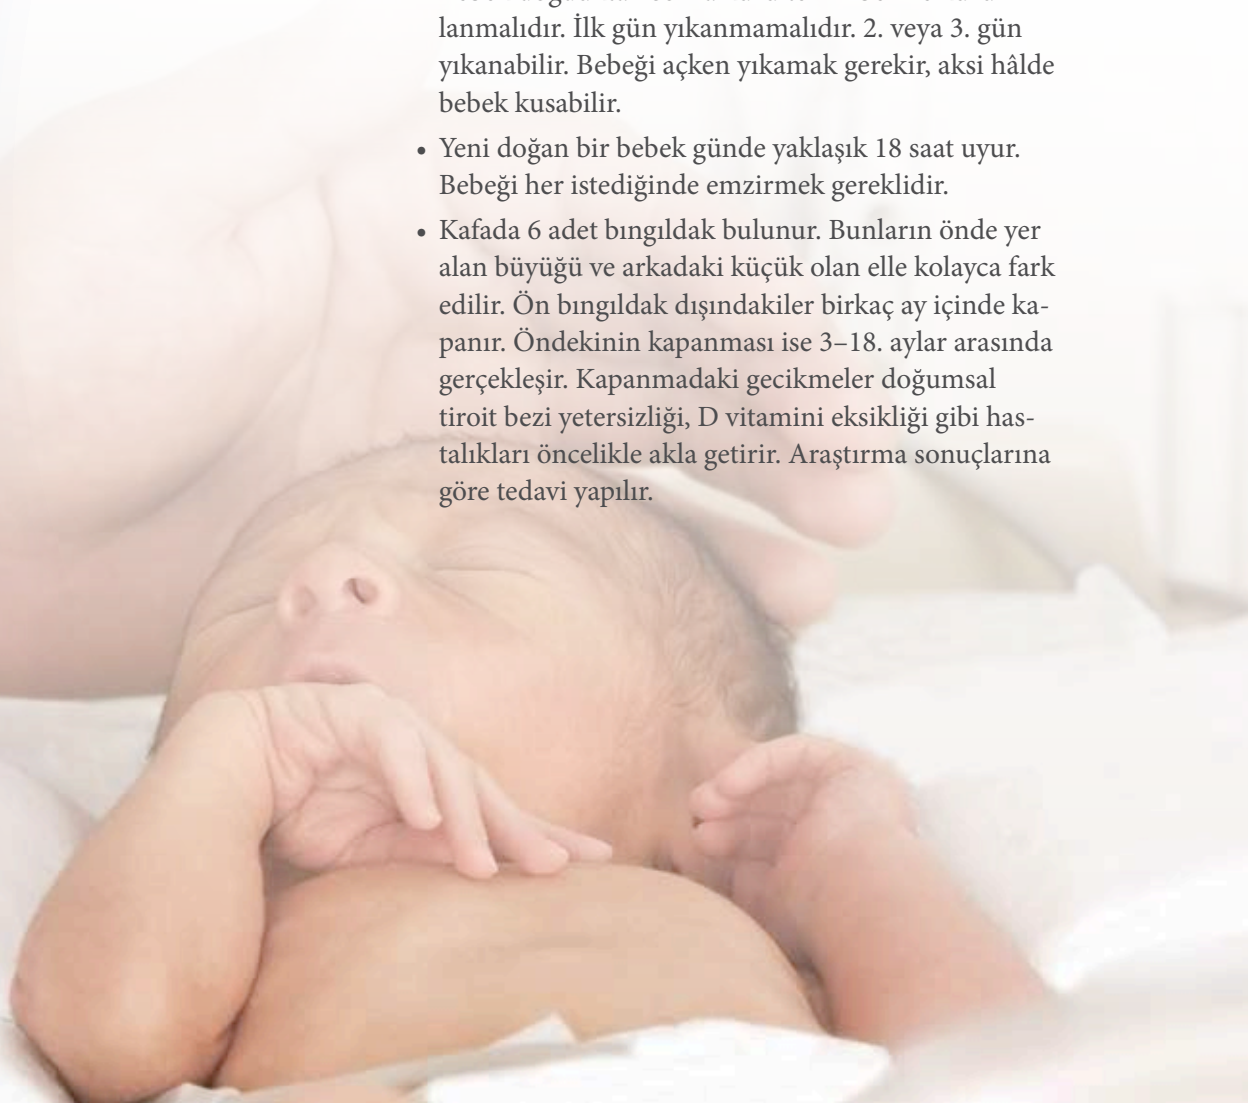 lanmalıdır. İlk gün yıkanmamalıdır. 2. veya 3. gün
yıkanabilir. Bebeği açken yıkamak gerekir, aksi hâlde
bebek kusabilir.
• Yeni doğan bir bebek günde yaklaşık 18 saat uyur.
Bebeği her istediğinde emzirmek gereklidir.
• Kafada 6 adet bıngıldak bulunur. Bunların önde yer
alan büyüğü ve arkadaki küçük olan elle kolayca fark
edilir. Ön bıngıldak dışındakiler birkaç ay içinde ka-
panır. Öndekinin kapanması ise 3–18. aylar arasında
gerçekleşir. Kapanmadaki gecikmeler doğumsal
tiroit bezi yetersizliği, D vitamini eksikliği gibi has-
talıkları öncelikle akla getirir. Araştırma sonuçlarına
göre tedavi yapılır.